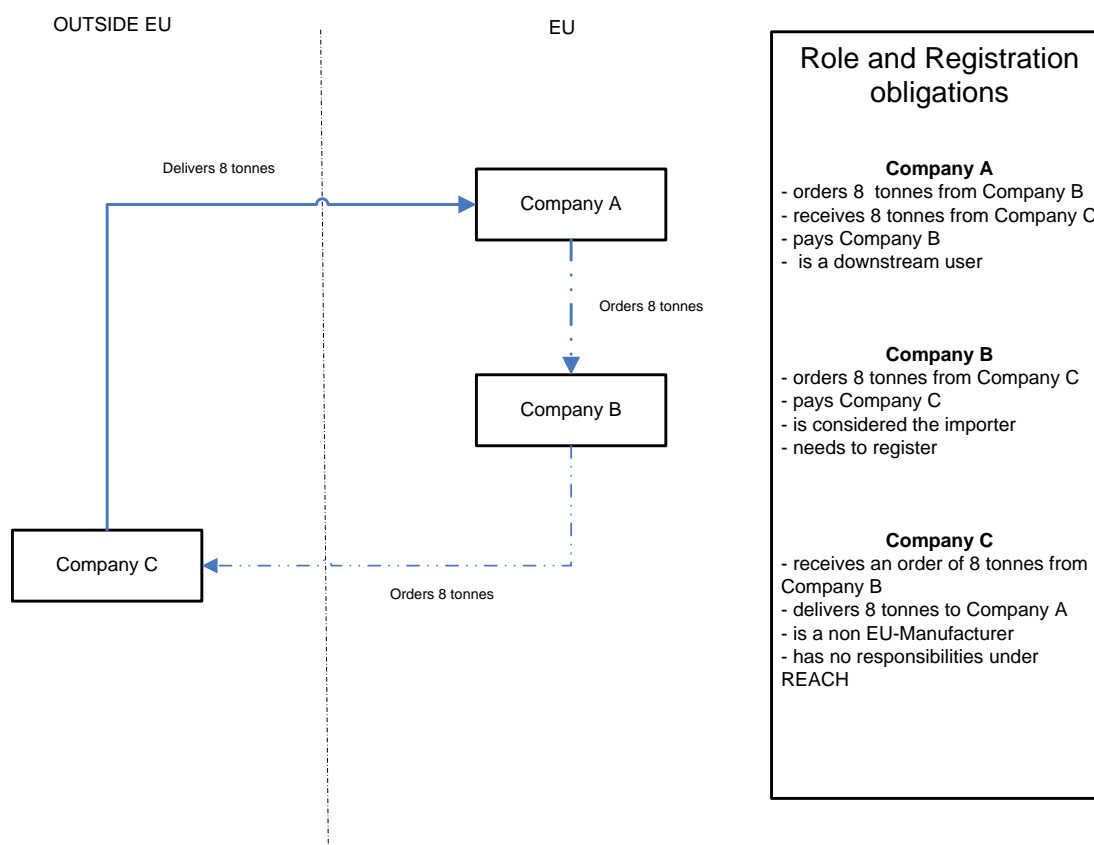 OUTSIDE EU
EU
Delivers 8 tonnes
Company A
Orders 8 tonnes
Company B
Company C
Orders 8 tonnes
Role and Registration
obligations
Company A
- orders 8  tonnes from Company B
- receives 8 tonnes from Company C
- pays Company B
-  is a downstream user
Company B
- orders 8 tonnes from Company C
- pays Company C
- is considered the importer
- needs to register
Company C
- receives an order of 8 tonnes from
Company B
- delivers 8 tonnes to Company A
- is a non EU-Manufacturer
- has no responsibilities under
REACH